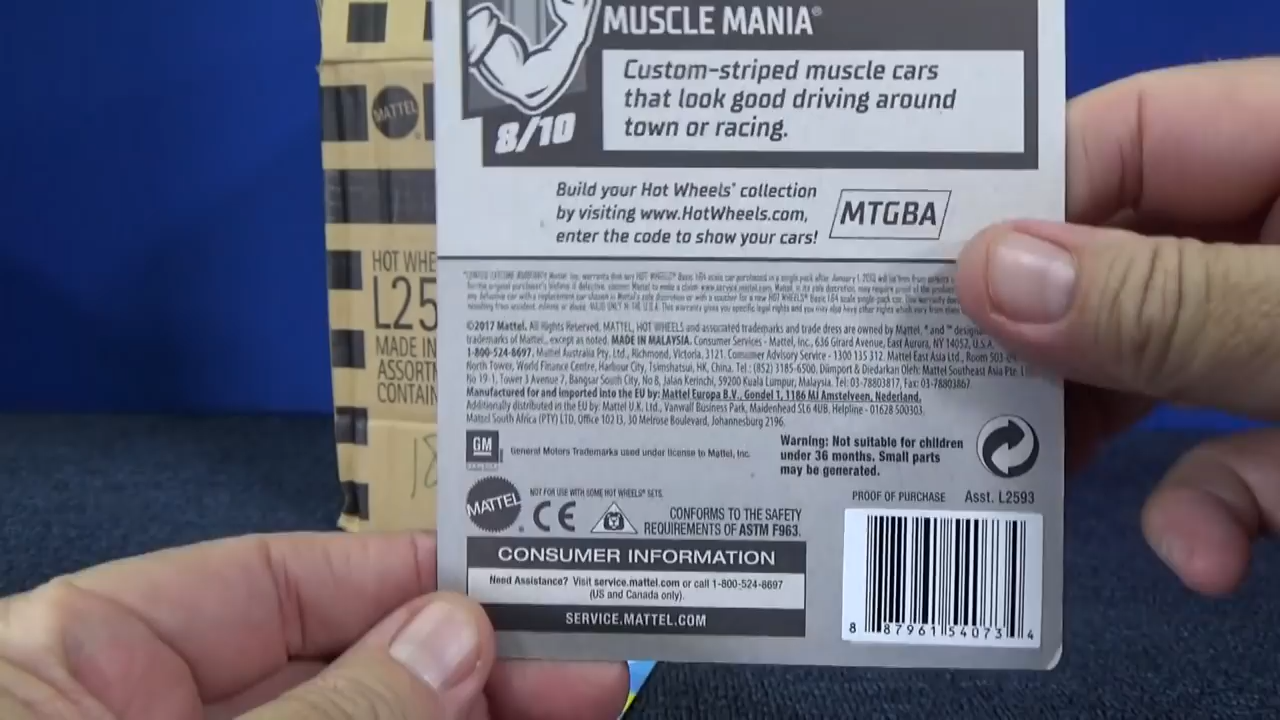 MUSCLE MANIA®
8/10
Custom-striped muscle cars
that look good driving around
town or racing.
Build your Hot Wheels® collection
by visiting www.HotWheels.com,
enter the code to show your cars!
MTGBA
©2017 Mattel. All Rights Reserved. MATTEL, HOT WHEELS and associated trademarks and trade dress are owned by Mattel. ® and ™ design
trademarks of Mattel, except as noted. MADE IN MALAYSIA. Consumer Services - Mattel, Inc., 636 Girard Avenue, East Aurora, NY 14052, U.S.A.
1-800-524-8697. Mattel Australia Pty. Ltd., Richmond, Victoria. 3121. Consumer Advisory Service - 1300 135 312. Mattel East Asia Ltd., Room 503
North Tower, World Finance Centre, Harbour City, Tsimshatsui, HK, China. Tel.: (852) 3185-6500. Diimport & Diedarkan Oleh: Mattel Southeast Asia Pte.
No 19-1, Tower 3 Avenue 7, Bangsar South City, No 8, Jalan Kerinchi, 59200 Kuala Lumpur, Malaysia. Tel: 03-78803817, Fax: 03-78803867.
Manufactured for and imported into the EU by: Mattel Europa B.V., Gondel 1, 1186 MJ Amstelveen, Nederland.
Additionally distributed in the EU by: Mattel U.K. Ltd., Vanwall Business Park, Maidenhead SL6 4UB. Helpline - 01628 500303.
Mattel South Africa (PTY) LTD, Office 102 I3, 30 Melrose Boulevard, Johannesburg 2196.
GM
General Motors Trademarks used under license to Mattel, Inc.
Warning: Not suitable for children
under 36 months. Small parts
may be generated.
PROOF OF PURCHASE Asst. L2593
NOT FOR USE WITH SOME HOT WHEELS® SETS.
MATTEL
CE
CONFORMS TO THE SAFETY
REQUIREMENTS OF ASTM F963.
CONSUMER INFORMATION
Need Assistance? Visit service.mattel.com or call 1-800-524-8697
(US and Canada only).
SERVICE.MATTEL.COM
8 87961 54073 4
MATTEL
HOT WHE
L25
MADE IN
ASSORT
CONTAIN
18